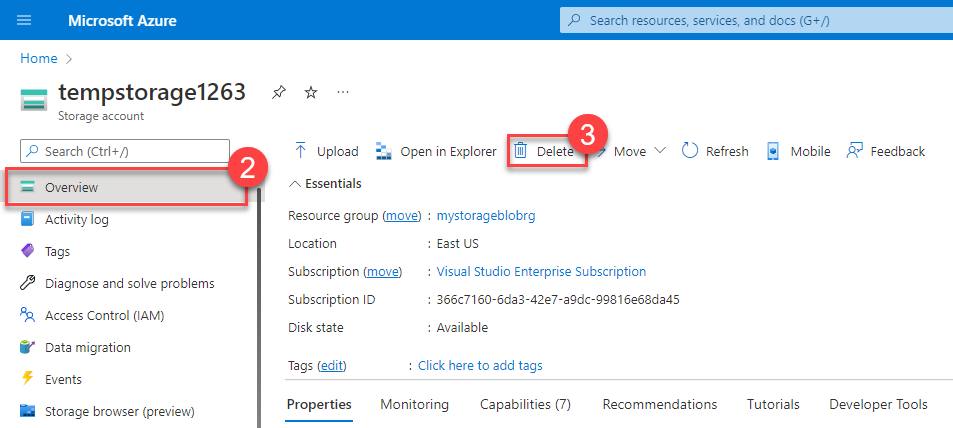 Microsoft Azure
Search resources, services, and docs (G+/)
Home
tempstorage1263
Storage account
Search (Ctrl+/)
2
Overview
Activity log
Tags
Diagnose and solve problems
Access Control (IAM)
Data migration
Events
Storage browser (preview)
Upload Open in Explorer Delete 3 Move Refresh Mobile Feedback
Essentials
Resource group (move) : mystorageblobrg
Location : East US
Subscription (move) : Visual Studio Enterprise Subscription
Subscription ID : 366c7160-6da3-42e7-a9dc-99816e68da45
Disk state : Available
Tags (edit) : Click here to add tags
Properties Monitoring Capabilities (7) Recommendations Tutorials Developer Tools